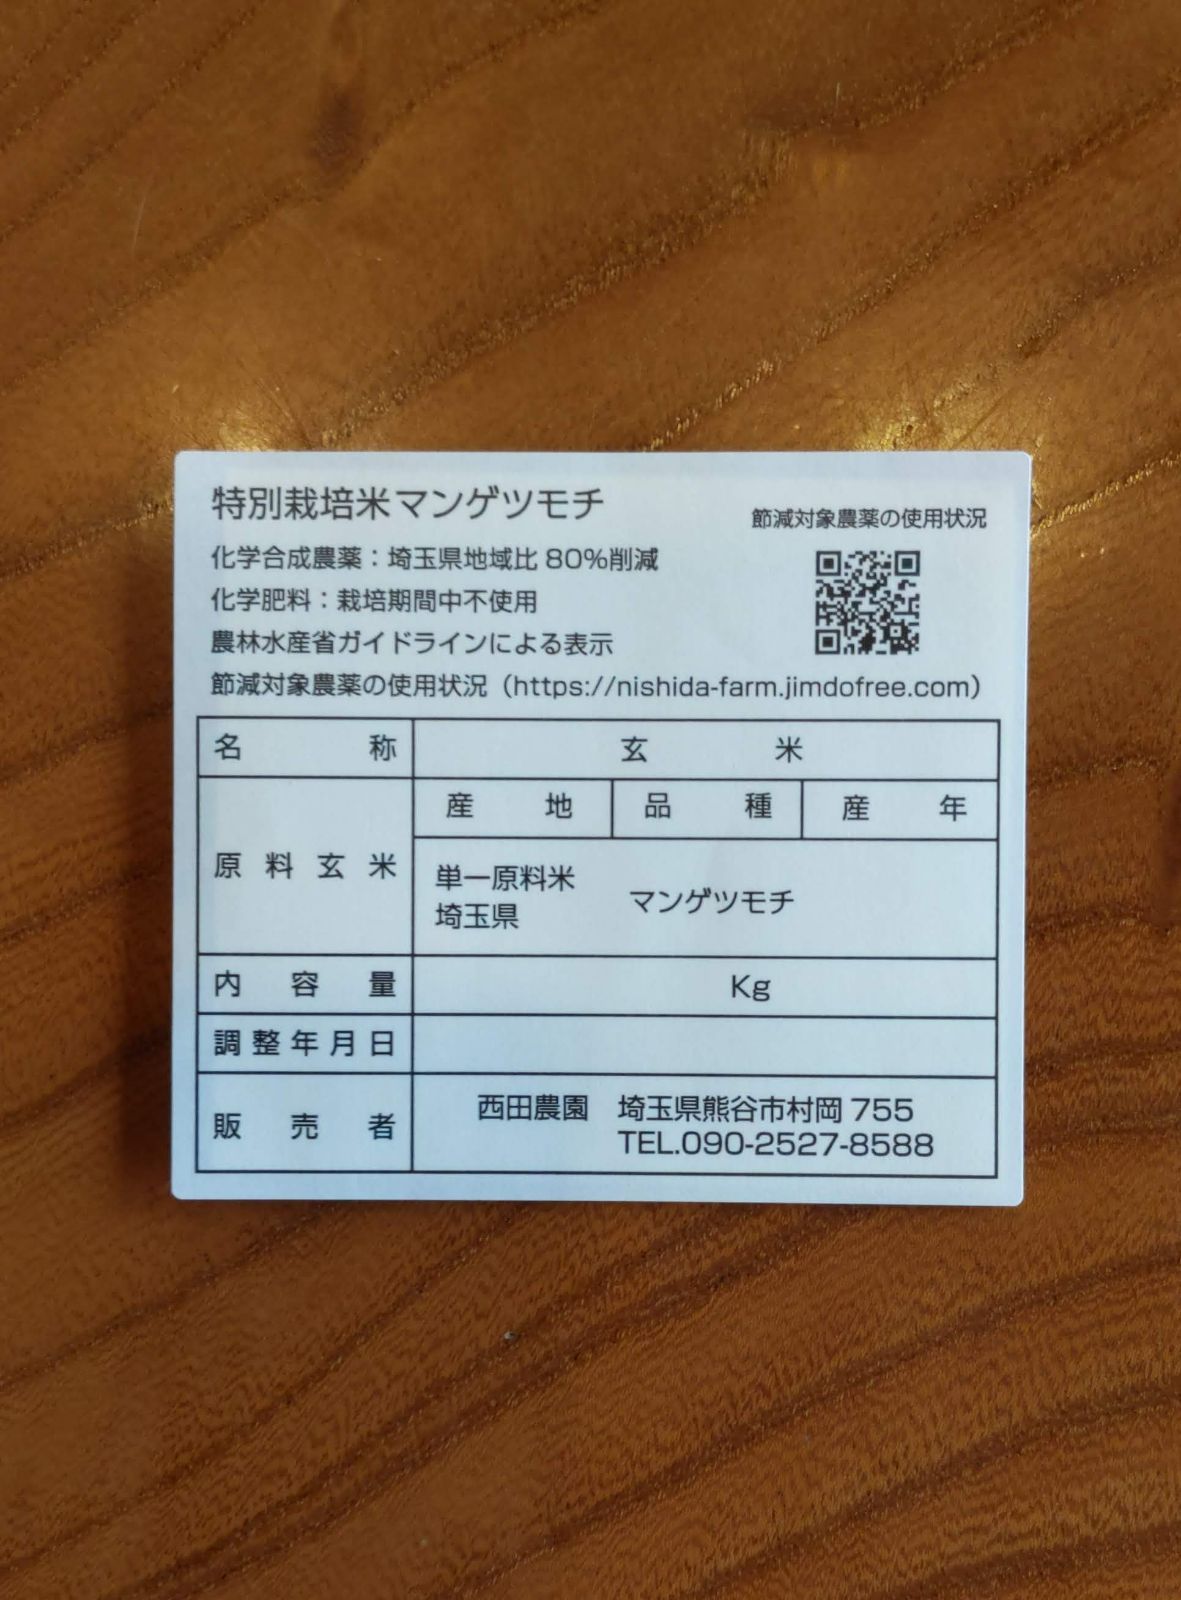 特別栽培米マンゲツモチ
節減対象農薬の使用状況
化学合成農薬：埼玉県地域比 80%削減
化学肥料：栽培期間中不使用
農林水産省ガイドラインによる表示
節減対象農薬の使用状況（https://nishida-farm.jimdofree.com）
名称 玄米
原料玄米 産地 品種 産年
単一原料米
埼玉県 マンゲツモチ
内容量 Kg
調整年月日
販売者 西田農園 埼玉県熊谷市村岡 755
TEL.090-2527-8588